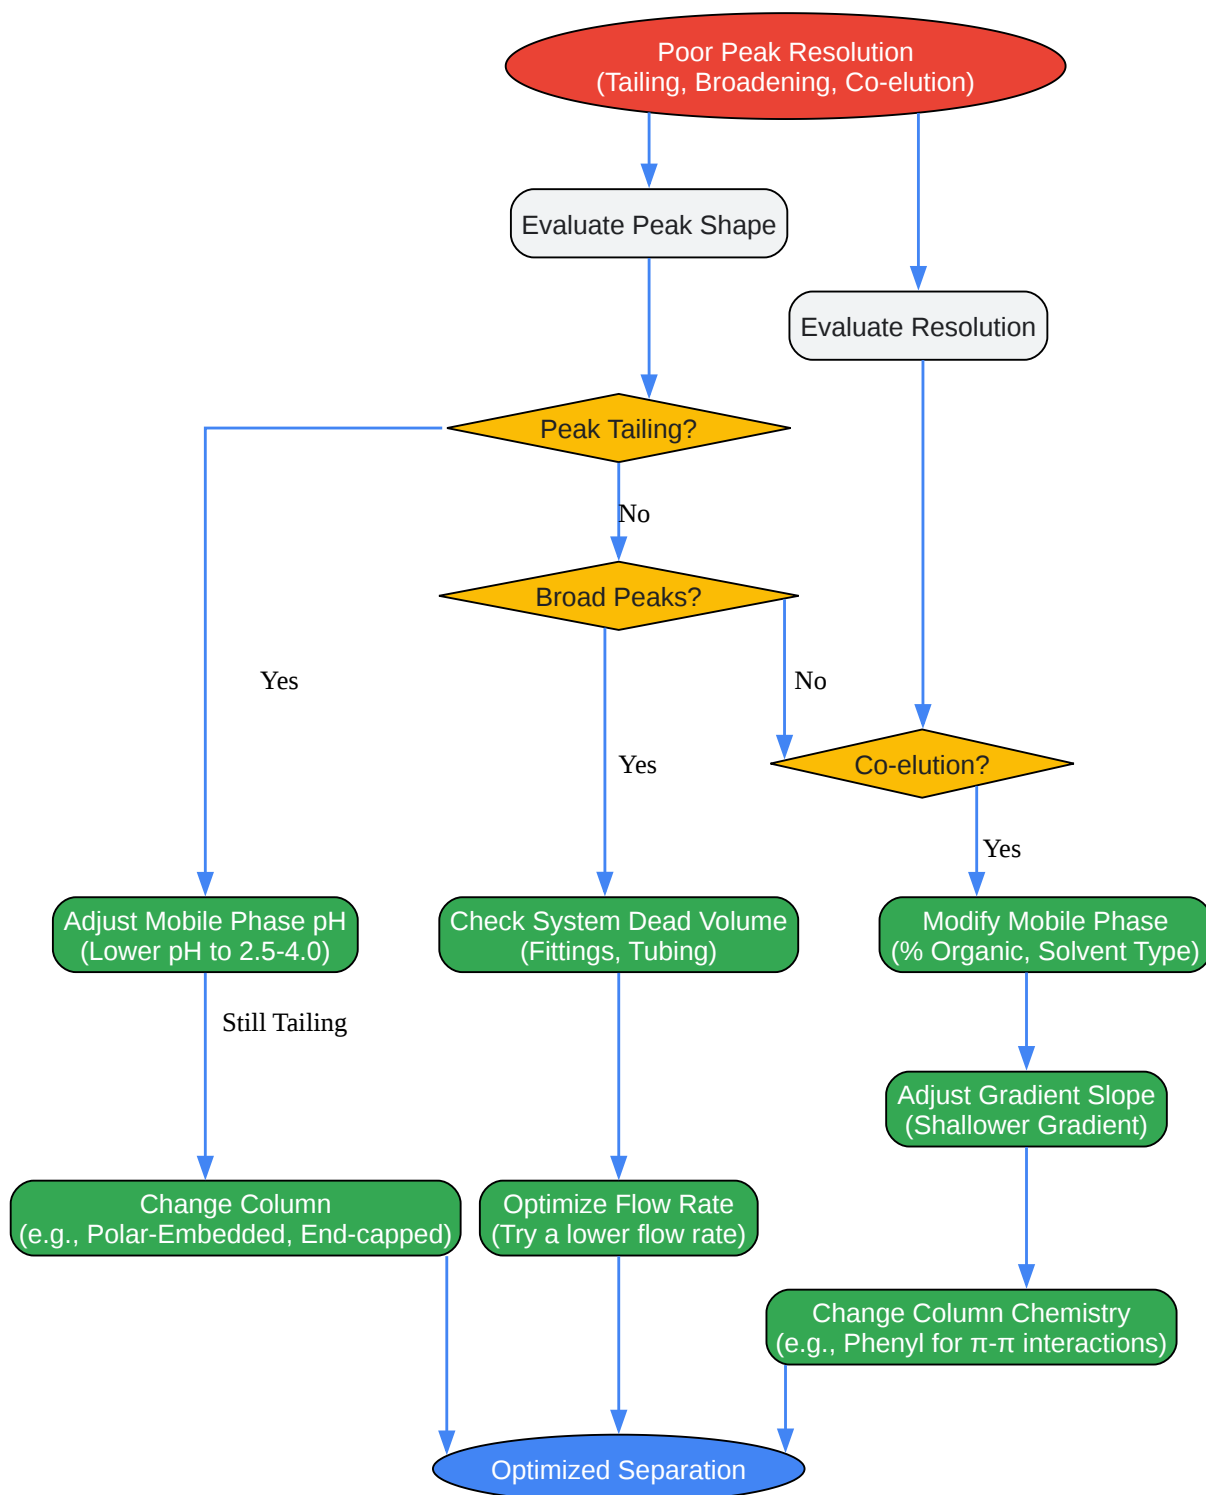 Poor Peak Resolution
(Tailing, Broadening, Co-elution)
Evaluate Peak Shape
Evaluate Resolution
Peak Tailing?
No
Broad Peaks?
Yes
No
Yes
Co-elution?
Yes
Adjust Mobile Phase pH
(Lower pH to 2.5-4.0)
Check System Dead Volume
(Fittings, Tubing)
Modify Mobile Phase
(% Organic, Solvent Type)
Still Tailing
Adjust Gradient Slope
(Shallower Gradient)
Change Column
(e.g., Polar-Embedded, End-capped)
Optimize Flow Rate
(Try a lower flow rate)
Change Column Chemistry
(e.g., Phenyl for π-π interactions)
Optimized Separation